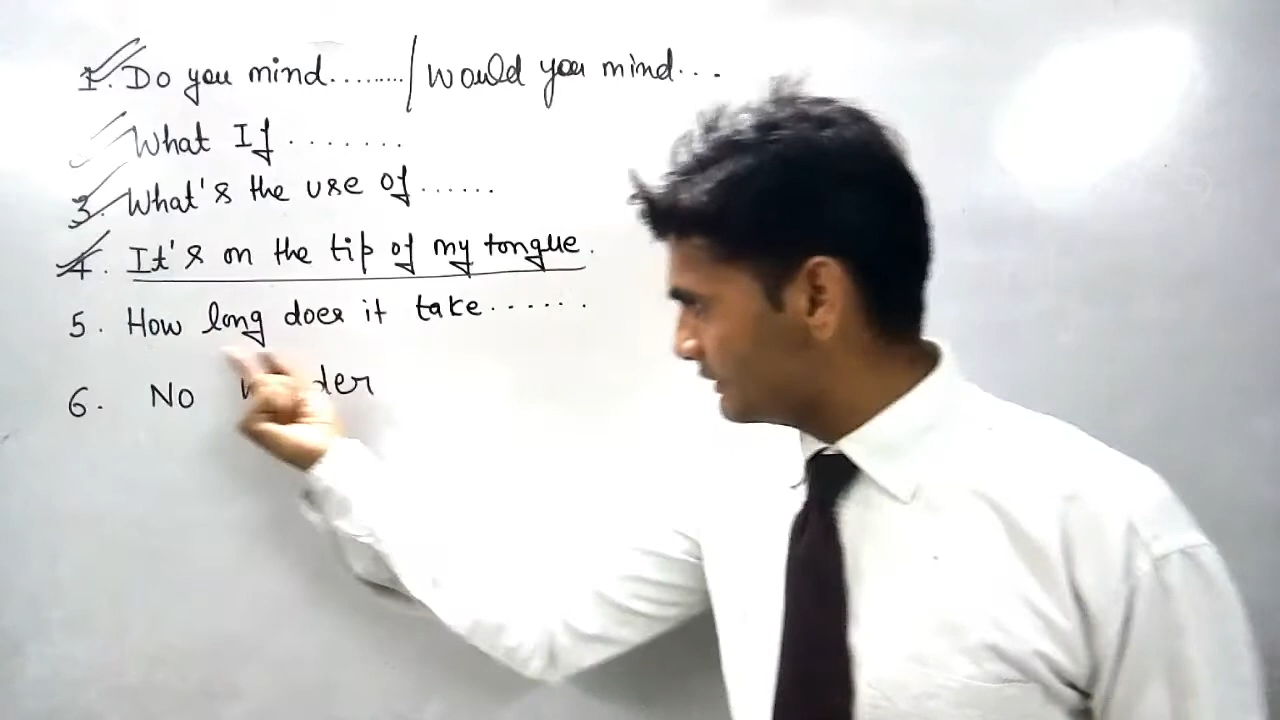 1. Do you mind......../ would you mind...
What If.......
3. What's the use of......
4. It's on the tip of my tongue.
5. How long does it take......
6. No